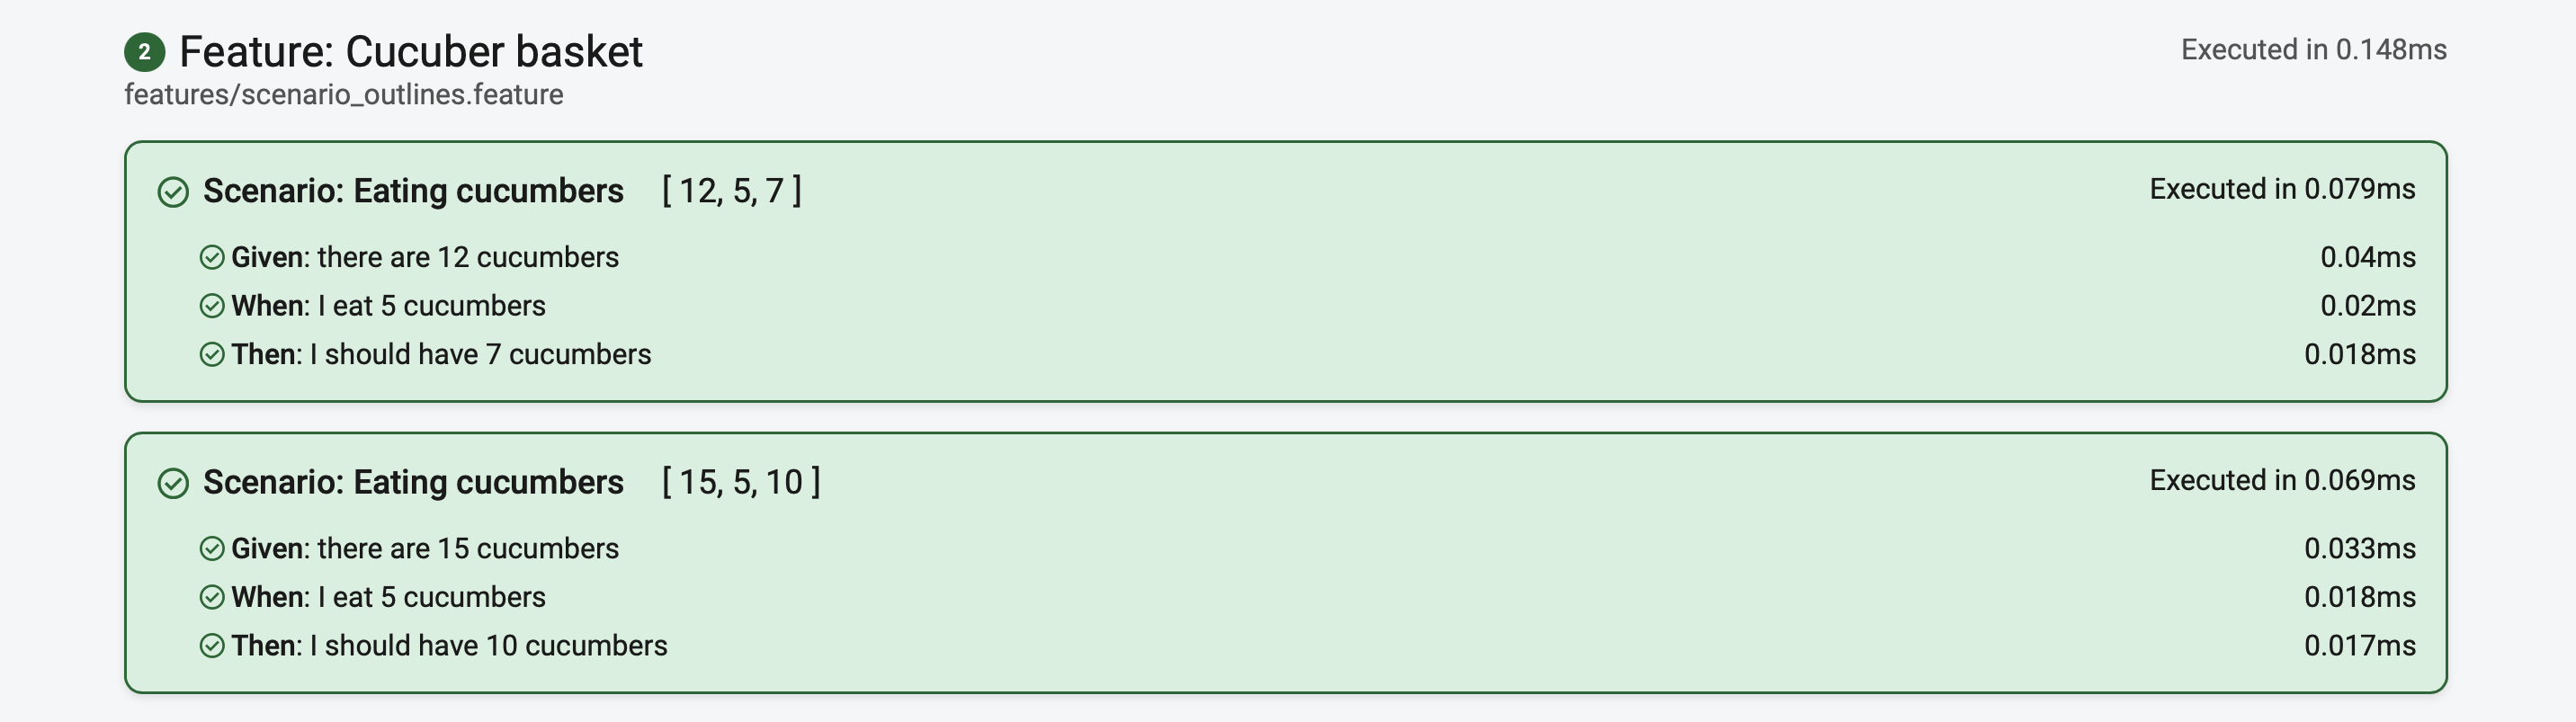 2 Feature: Cucuber basket Executed in 0.148ms
features/scenario_outlines.feature
Scenario: Eating cucumbers [ 12, 5, 7 ] Executed in 0.079ms
Given: there are 12 cucumbers 0.04ms
When: I eat 5 cucumbers 0.02ms
Then: I should have 7 cucumbers 0.018ms
Scenario: Eating cucumbers [ 15, 5, 10 ] Executed in 0.069ms
Given: there are 15 cucumbers 0.033ms
When: I eat 5 cucumbers 0.018ms
Then: I should have 10 cucumbers 0.017ms